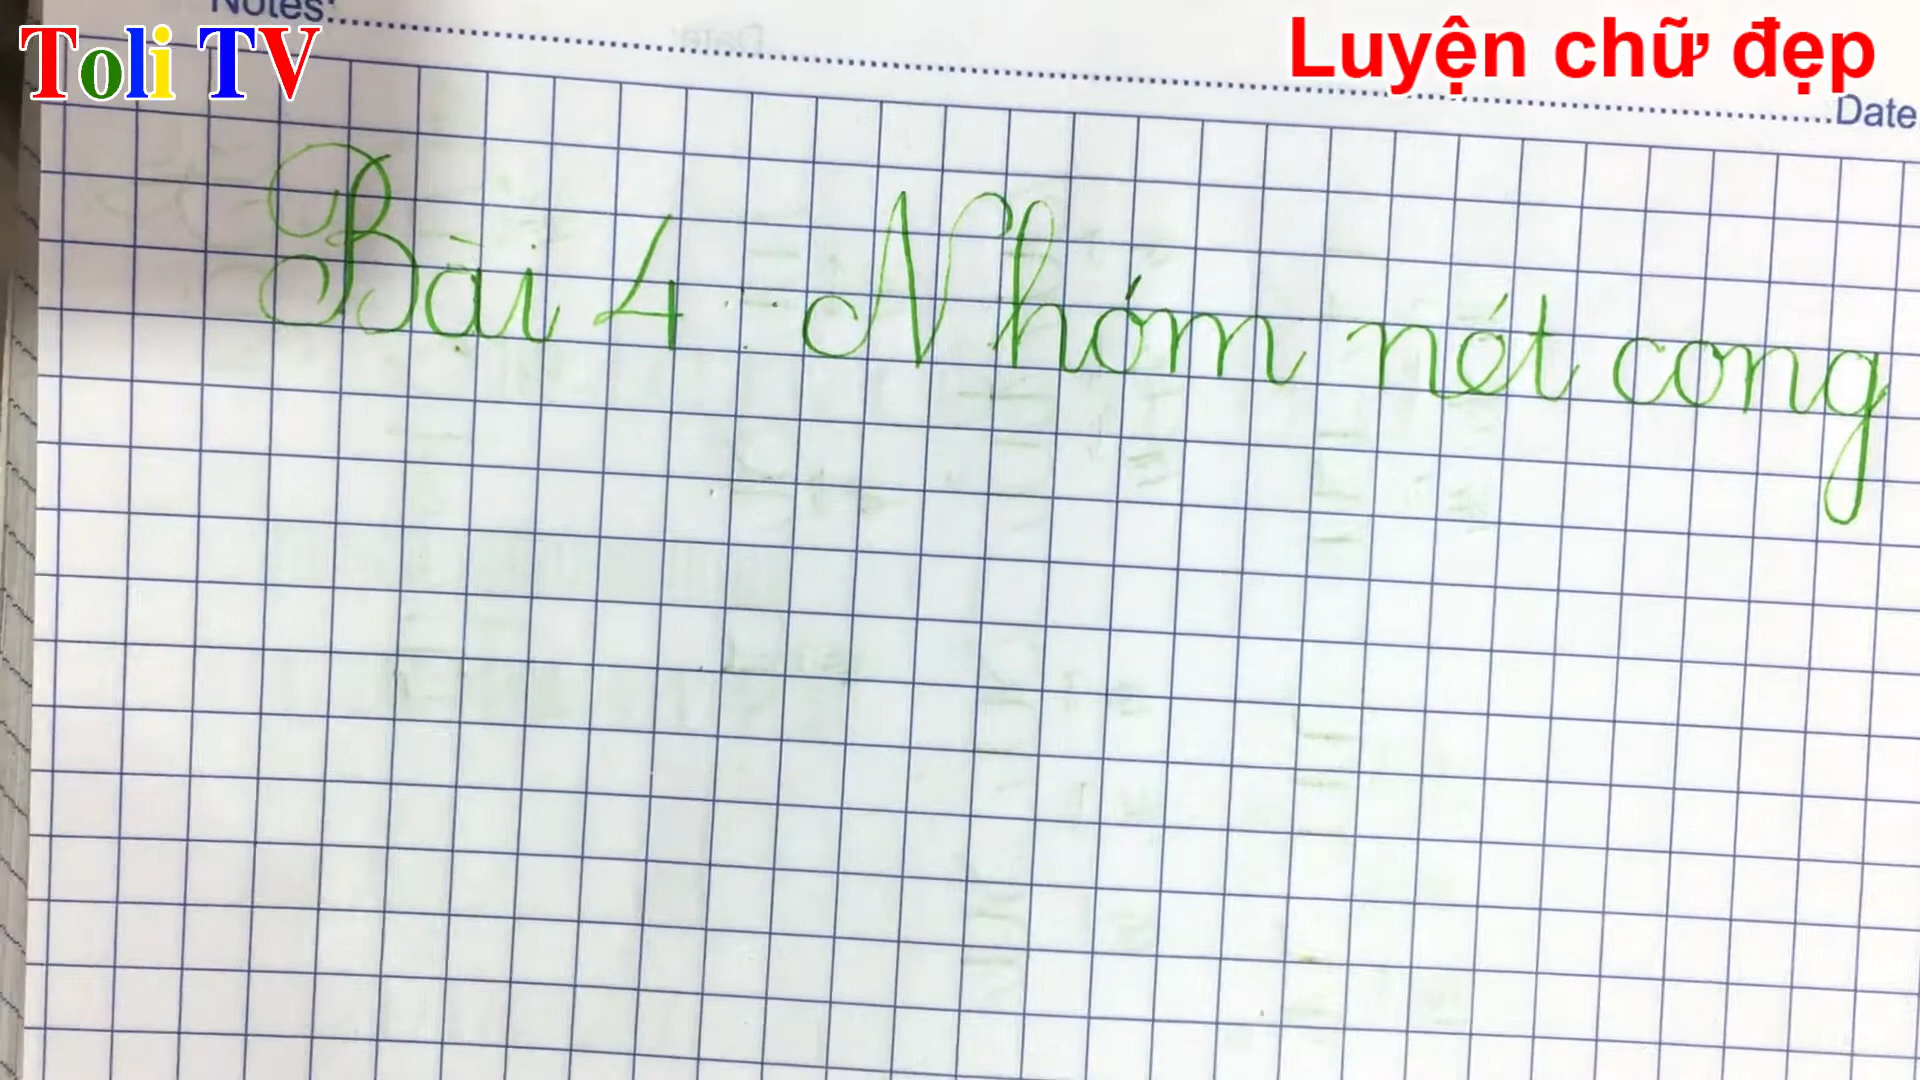 Notes:
Toli TV
Luyện chữ đẹp
Date
Bài 4: Nhóm nét cong